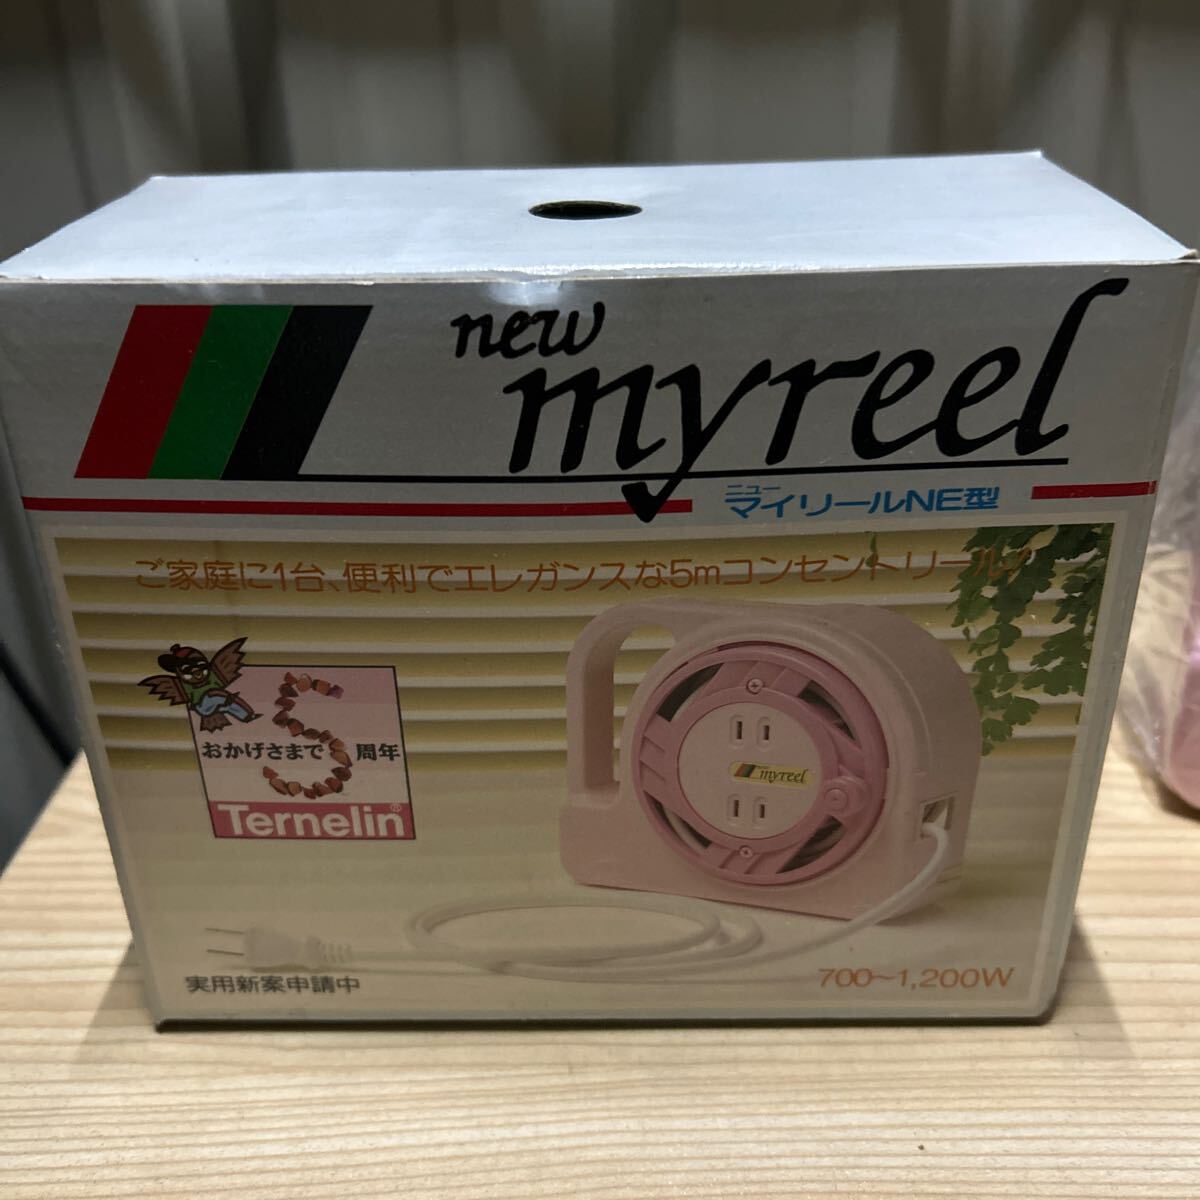 new
myreel
ニュー
マイリールNE型
ご家庭に1台、便利でエレガンスな5mコンセントリール!
おかげさまで5周年
Ternelin®
myreel
実用新案申請中
700~1,200W